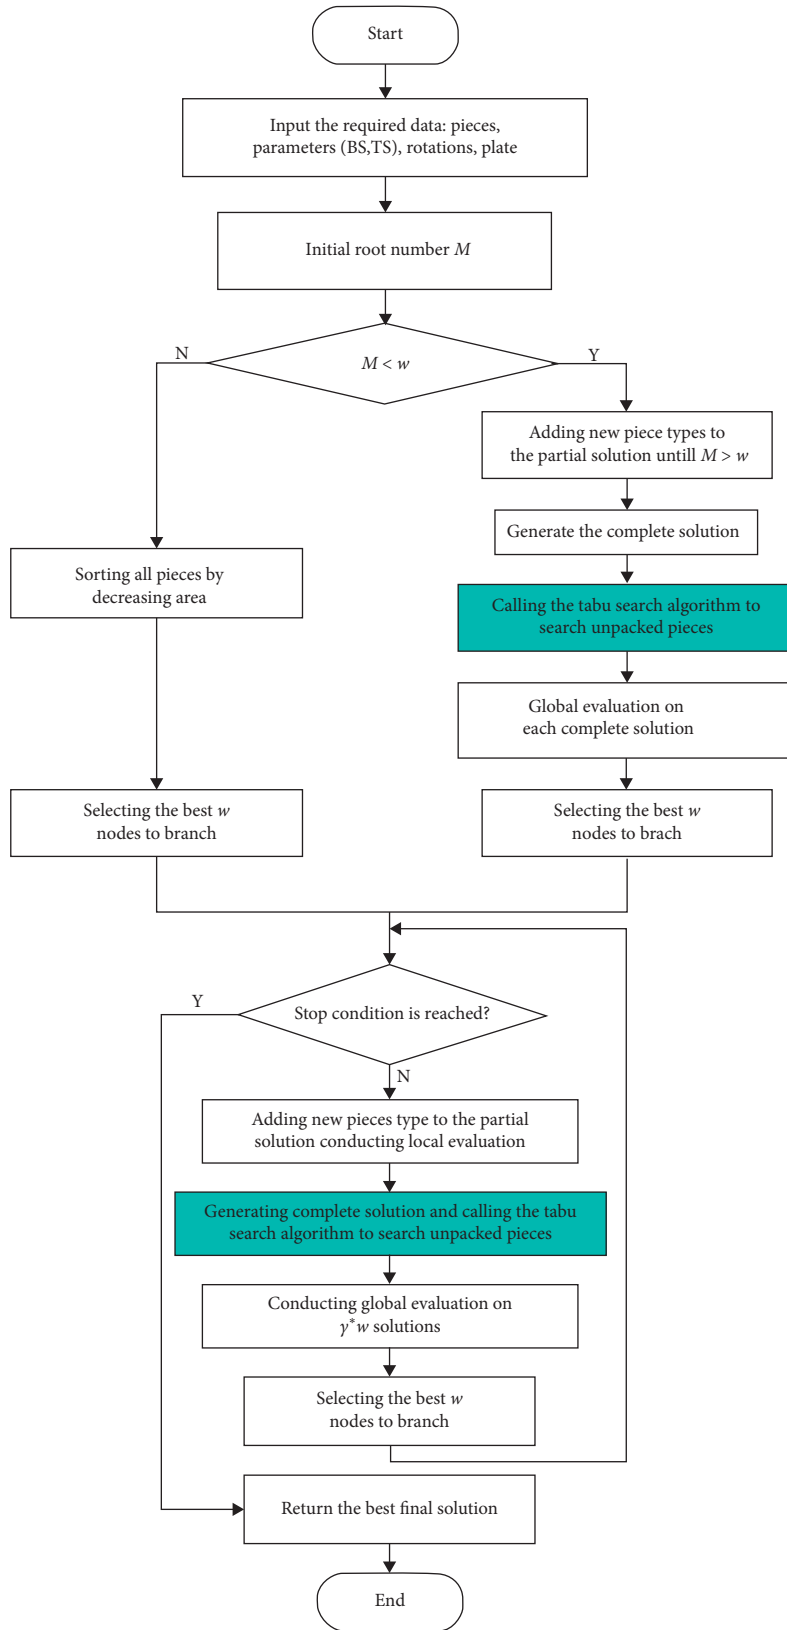 Start
Input the required data: pieces,
parameters (BS,TS), rotations, plate
Initial root number M
N
M < w
Y
Adding new piece types to
the partial solution untill M > w
Generate the complete solution
Sorting all pieces by
decreasing area
Calling the tabu search algorithm to
search unpacked pieces
Global evaluation on
each complete solution
Selecting the best w
nodes to branch
Selecting the best w
nodes to brach
Y
Stop condition is reached?
N
Adding new pieces type to the partial
solution conducting local evaluation
Generating complete solution and calling the tabu
search algorithm to search unpacked pieces
Conducting global evaluation on
γ*w solutions
Selecting the best w
nodes to branch
Return the best final solution
End